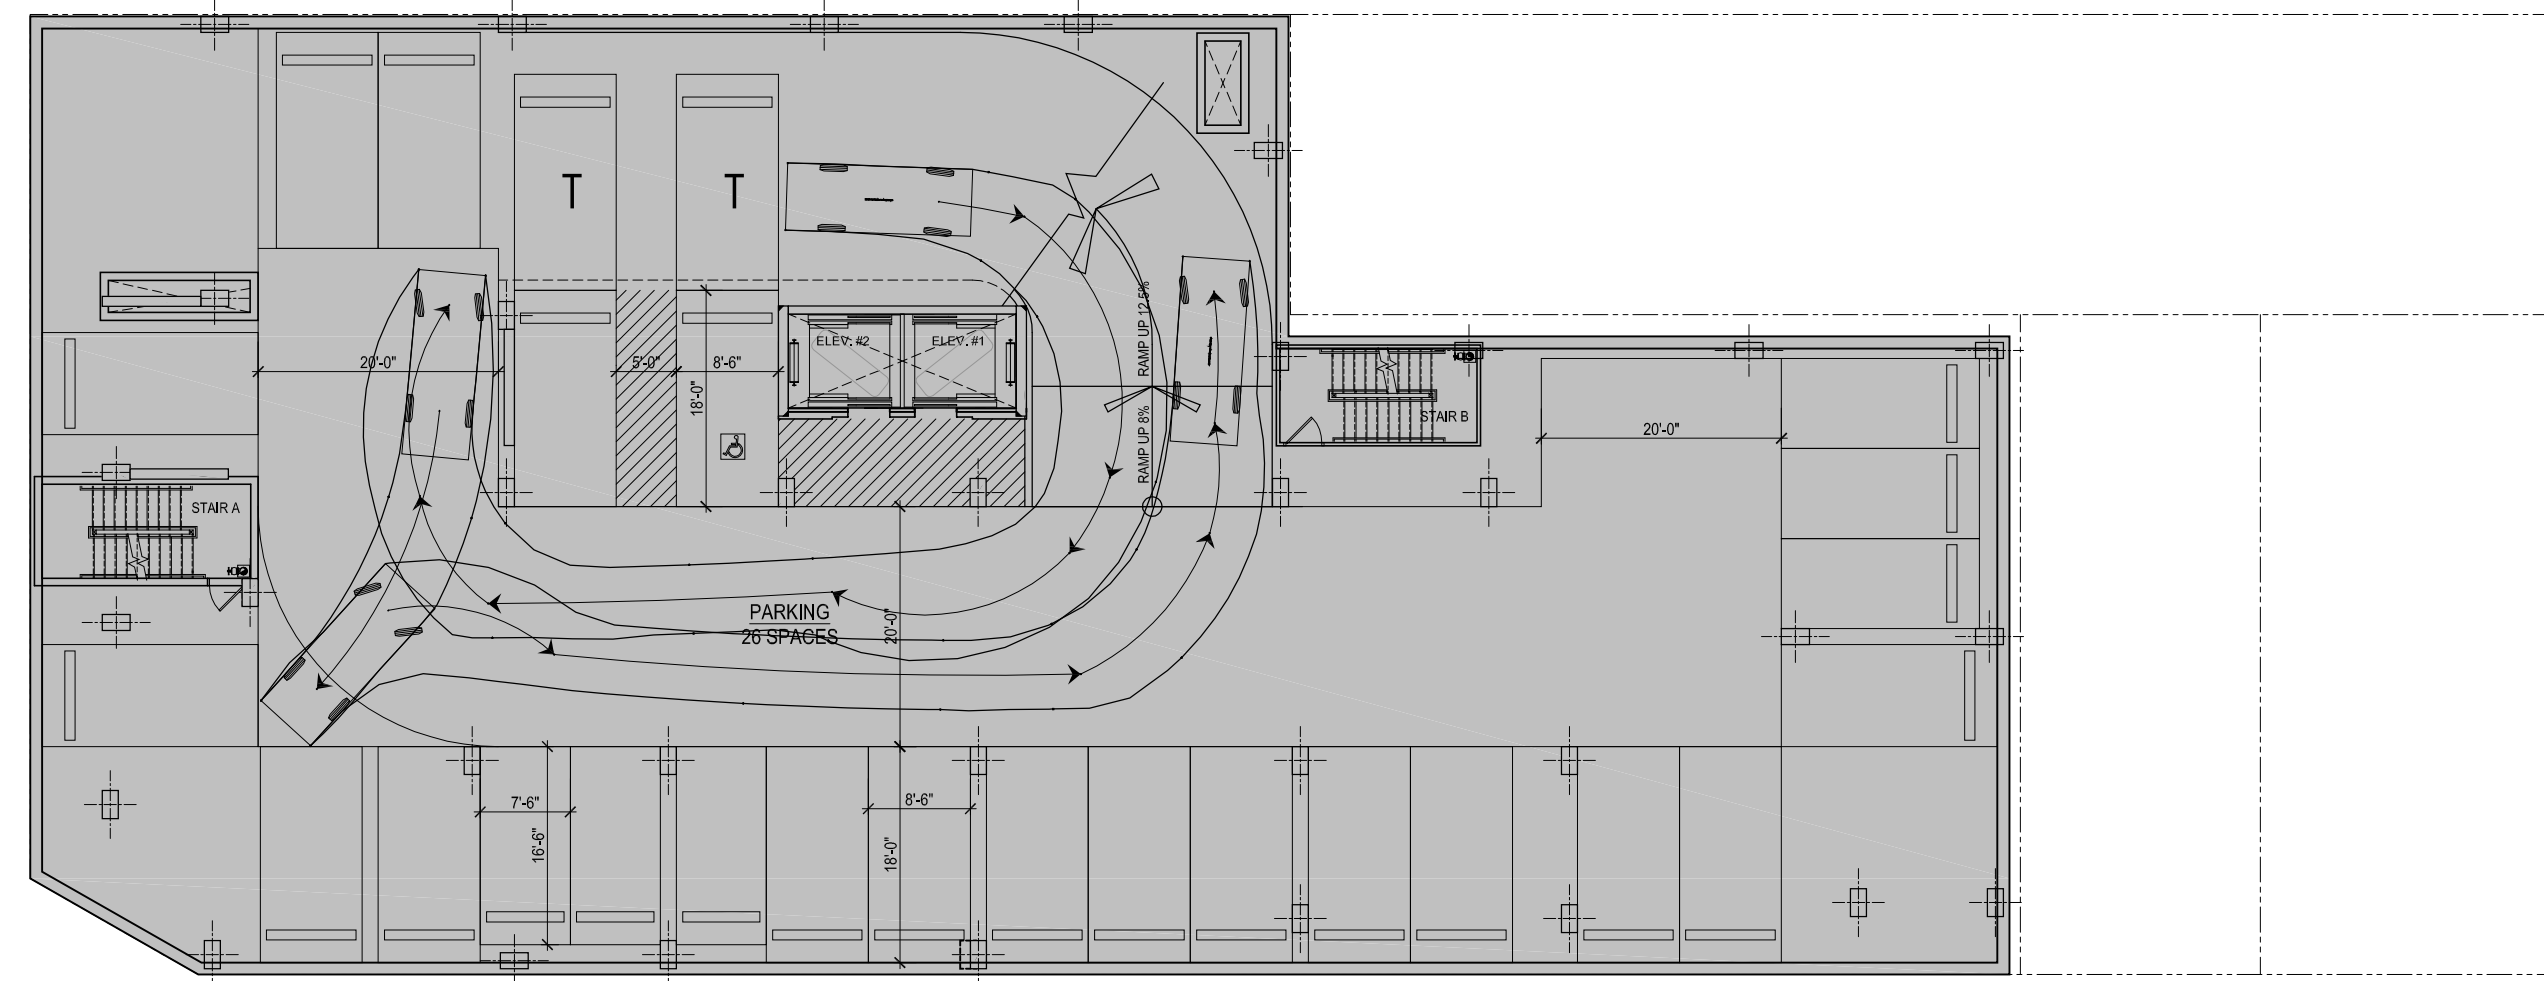 T
T
RAMP UP 12.5%
ELEV. #2
ELEV. #1
20'-0"
5'-0"
8'-6"
18'-0"
STAIR B
20'-0"
RAMP UP 8%
STAIR A
PARKING
26 SPACES
20'-0"
7'-6"
8'-6"
16'-6"
18'-0"